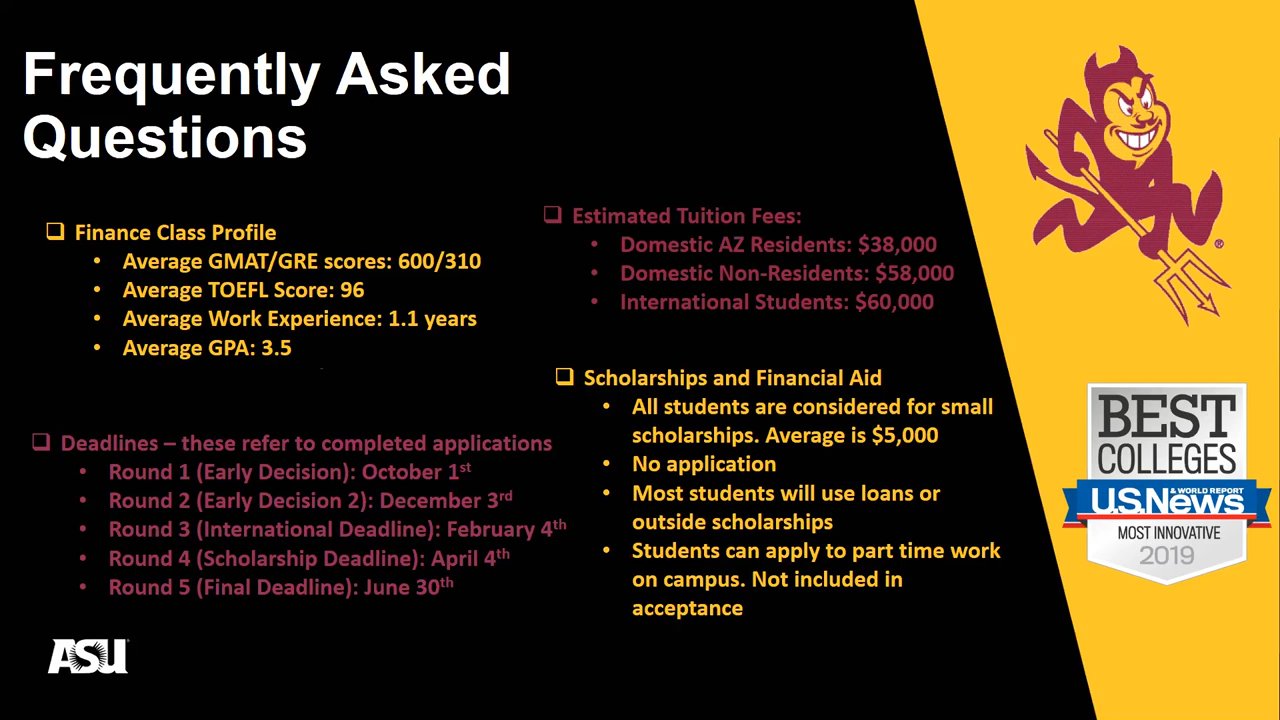 Frequently Asked
Questions
❑ Finance Class Profile
• Average GMAT/GRE scores: 600/310
• Average TOEFL Score: 96
• Average Work Experience: 1.1 years
• Average GPA: 3.5
❑ Deadlines – these refer to completed applications
• Round 1 (Early Decision): October 1st
• Round 2 (Early Decision 2): December 3rd
• Round 3 (International Deadline): February 4th
• Round 4 (Scholarship Deadline): April 4th
• Round 5 (Final Deadline): June 30th
❑ Estimated Tuition Fees:
• Domestic AZ Residents: $38,000
• Domestic Non-Residents: $58,000
• International Students: $60,000
❑ Scholarships and Financial Aid
• All students are considered for small
scholarships. Average is $5,000
• No application
• Most students will use loans or
outside scholarships
• Students can apply to part time work
on campus. Not included in
acceptance
ASU
®
BEST
COLLEGES
U.S.News & WORLD REPORT
MOST INNOVATIVE
2019